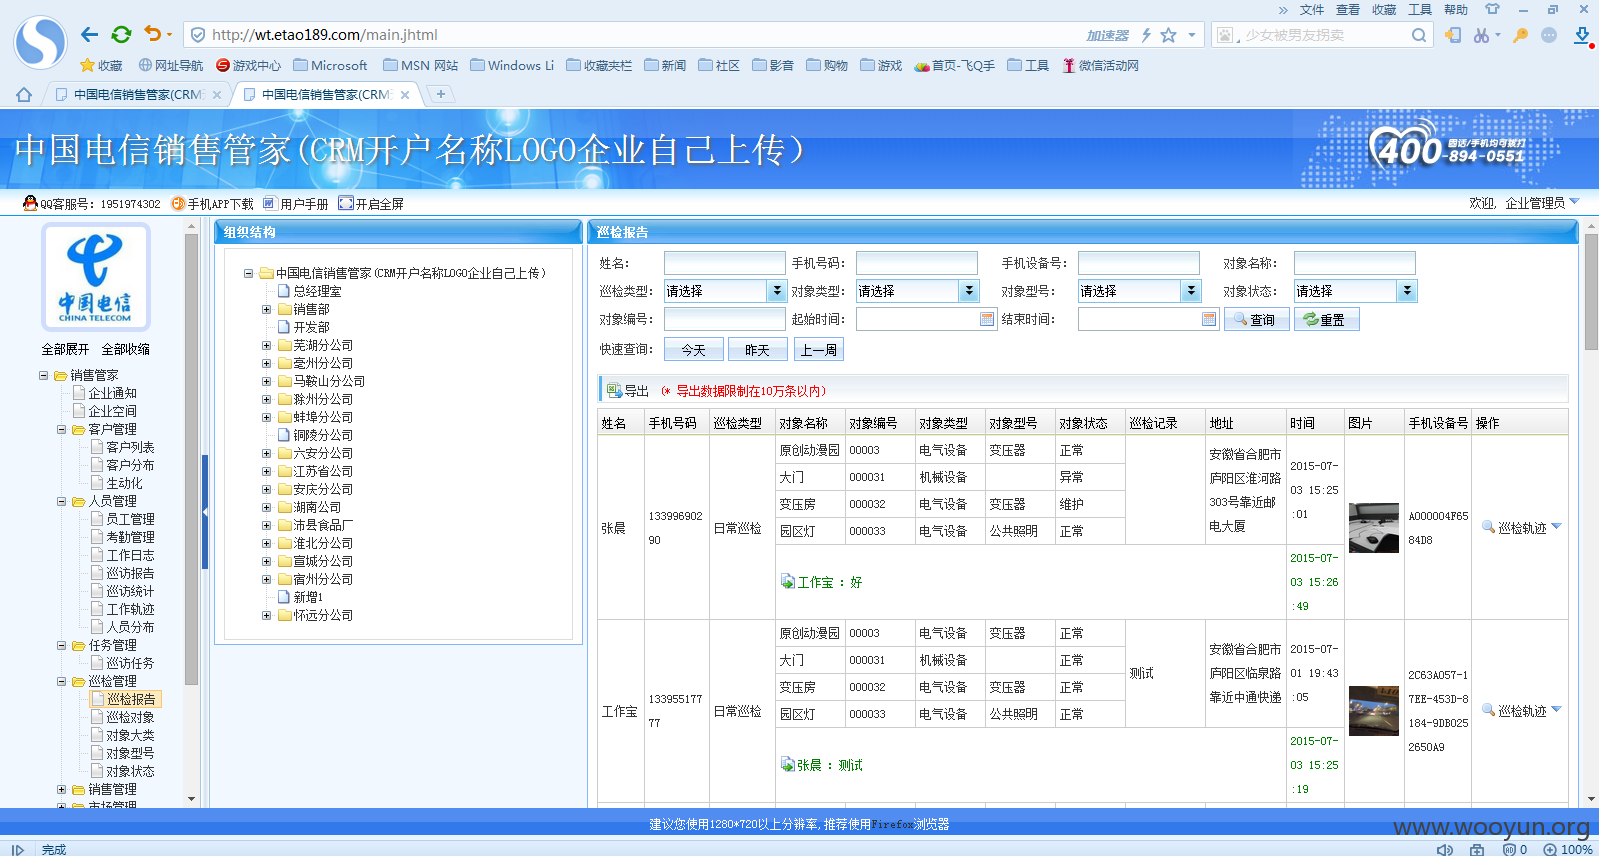 » 文件 查看 收藏 工具 帮助
http://wt.etao189.com/main.jhtml 加速器 少女被男友拐卖
收藏 网址导航 游戏中心 Microsoft MSN 网站 Windows Li 收藏夹栏 新闻 社区 影音 购物 游戏 首页-飞Q手 工具 微信活动网
中国电信销售管家(CRM 中国电信销售管家(CRM
中国电信销售管家(CRM开户名称LOGO企业自己上传)
400 固话/手机均可拨打
-894-0551
QQ客服号: 1951974302 手机APP下载 用户手册 开启全屏 欢迎, 企业管理员
中国电信
CHINA TELECOM
全部展开 全部收缩
销售管家
企业通知
企业空间
客户管理
客户列表
客户分布
生动化
人员管理
员工管理
考勤管理
工作日志
巡访报告
巡访统计
工作轨迹
人员分布
任务管理
巡访任务
巡检管理
巡检报告
巡检对象
对象大类
对象型号
对象状态
销售管理
市场管理
组织结构
中国电信销售管家(CRM开户名称LOGO企业自己上传)
总经理室
销售部
开发部
芜湖分公司
亳州分公司
马鞍山分公司
滁州分公司
蚌埠分公司
铜陵分公司
六安分公司
江苏省公司
安庆分公司
湖南公司
沛县食品厂
淮北分公司
宣城分公司
宿州分公司
新增1
怀远分公司
巡检报告
姓名: 手机号码: 手机设备号: 对象名称:
巡检类型: 请选择 对象类型: 请选择 对象型号: 请选择 对象状态: 请选择
对象编号: 起始时间: 结束时间: 查询 重置
快速查询: 今天 昨天 上一周
导出 (* 导出数据限制在10万条以内)
姓名 手机号码 巡检类型 对象名称 对象编号 对象类型 对象型号 对象状态 巡检记录 地址 时间 图片 手机设备号 操作
张晨 133996902
90 日常巡检
原创动漫园 00003 电气设备 变压器 正常
大门 000031 机械设备 异常
变压房 000032 电气设备 变压器 维护
园区灯 000033 电气设备 公共照明 正常
安徽省合肥市
庐阳区淮河路
303号靠近邮
电大厦
2015-07-
03 15:25
:01
A000004F65
84D8
巡检轨迹
工作宝 : 好
2015-07-
03 15:26
:49
工作宝 133955177
77 日常巡检
原创动漫园 00003 电气设备 变压器 正常
大门 000031 机械设备 正常
变压房 000032 电气设备 变压器 正常
园区灯 000033 电气设备 公共照明 正常
测试
安徽省合肥市
庐阳区临泉路
靠近中通快递
2015-07-
01 19:43
:05
2C63A057-1
7EE-453D-8
184-9DB025
2650A9
巡检轨迹
张晨 : 测试
2015-07-
03 15:25
:19
建议您使用1280*720以上分辨率,推荐使用Firefox浏览器
www.wooyun.org
完成 0 100%